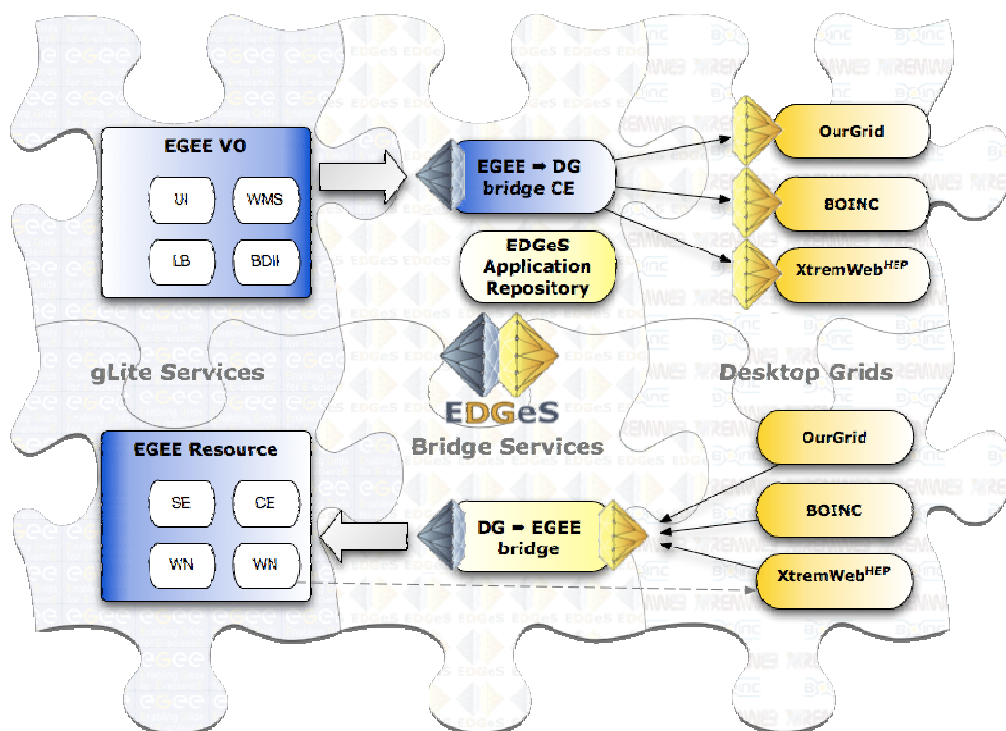 EGEE VO
UI
WMS
LB
BDII
EGEE ➡ DG
bridge CE
EDGeS
Application
Repository
OurGrid
BOINC
XtremWebHEP
gLite Services
EDGeS
Bridge Services
Desktop Grids
EGEE Resource
SE
CE
WN
WN
DG ➡ EGEE
bridge
OurGrid
BOINC
XtremWebHEP